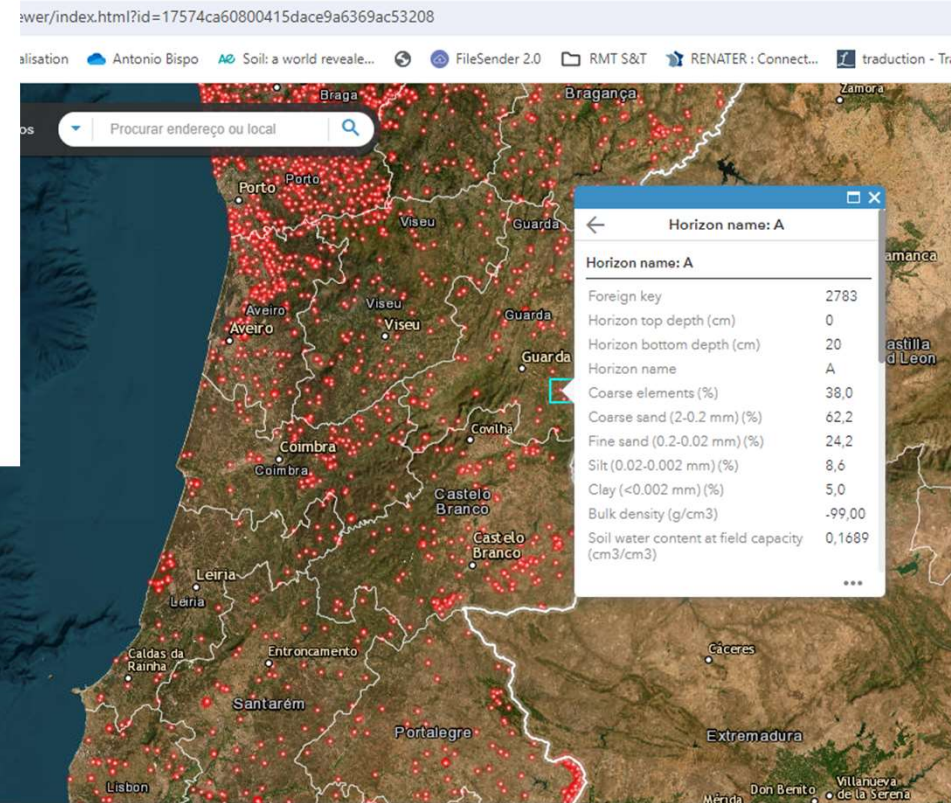 ewer/index.html?id=17574ca60800415dace9a6369ac53208
alisation Antonio Bispo Soil: a world reveale... FileSender 2.0 RMT S&T RENATER : Connect... traduction - Tra
os Procurar endereço ou local
Braga
Bragança
Zamora
Porto
Porto
Viseu
Guarda
Horizon name: A
Horizon name: A
Foreign key 2783
Horizon top depth (cm) 0
Horizon bottom depth (cm) 20
Horizon name A
Coarse elements (%) 38,0
Coarse sand (2-0.2 mm) (%) 62,2
Fine sand (0.2-0.02 mm) (%) 24,2
Silt (0.02-0.002 mm) (%) 8,6
Clay (<0.002 mm) (%) 5,0
Bulk density (g/cm3) -99,00
Soil water content at field capacity 0,1689
(cm3/cm3)
amanca
astilla
d Leon
Aveiro
Aveiro
Viseu
Viseu
Guarda
Guarda
Covilhã
Coimbra
Coimbra
Castelo
Branco
Castelo
Branco
Leiria
Leiria
Caldas da
Rainha
Entroncamento
Cáceres
Santarém
Portalegre
Extremadura
Lisbon
Mérida
Don Benito
Villanueva
de la Serena